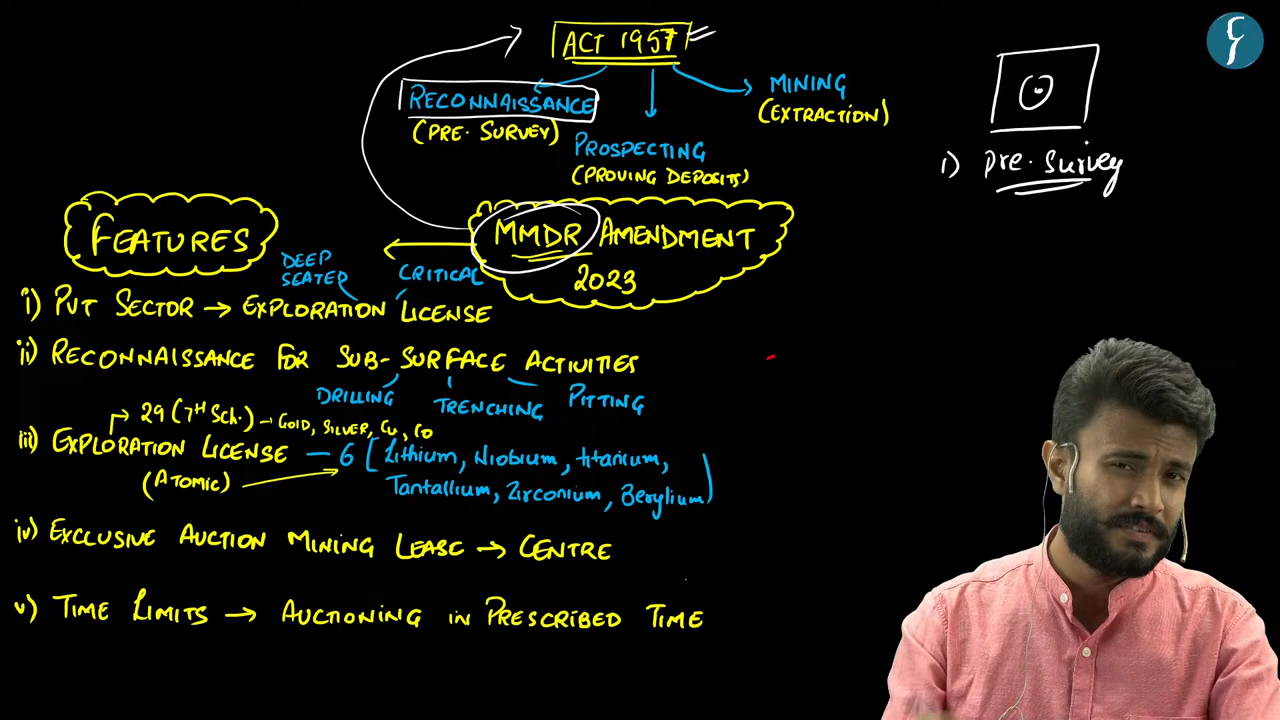 ACT 1957
RECONNAISSANCE
(PRE-SURVEY)
PROSPECTING
(PROVING DEPOSITS)
MINING
(EXTRACTION)
1) Pre-Survey
MMDR AMENDMENT
2023
FEATURES
DEEP
SEATER
CRITICAL
i) PVT SECTOR → EXPLORATION LICENSE
ii) RECONNAISSANCE FOR SUB-SURFACE ACTIVITIES
DRILLING
TRENCHING
PITTING
29 (7TH Sch.) - GOLD, SILVER, Cu, CO
iii) EXPLORATION LICENSE - 6 [Lithium, Niobium, titanium,
(ATOMIC)
Tantallium, Zirconium, Berylium]
iv) EXCLUSIVE AUCTION MINING LEASE → CENTRE
v) TIME LIMITS → AUCTIONING IN PRESCRIBED TIME